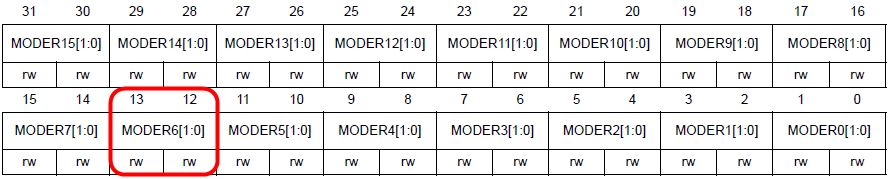 31 30 29 28 27 26 25 24 23 22 21 20 19 18 17 16
MODER15[1:0] MODER14[1:0] MODER13[1:0] MODER12[1:0] MODER11[1:0] MODER10[1:0] MODER9[1:0] MODER8[1:0]
rw rw rw rw rw rw rw rw rw rw rw rw rw rw rw rw
15 14 13 12 11 10 9 8 7 6 5 4 3 2 1 0
MODER7[1:0] MODER6[1:0] MODER5[1:0] MODER4[1:0] MODER3[1:0] MODER2[1:0] MODER1[1:0] MODER0[1:0]
rw rw rw rw rw rw rw rw rw rw rw rw rw rw rw rw